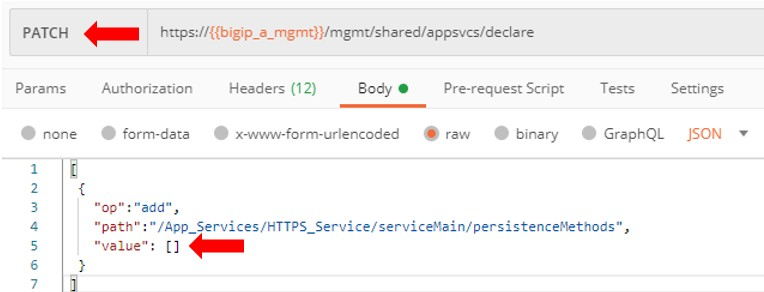 PATCH https://{{bigip_a_mgmt}}/mgmt/shared/appsvcs/declare
Params Authorization Headers (12) Body Pre-request Script Tests Settings
none form-data x-www-form-urlencoded raw binary GraphQL JSON
1 [
2 {
3 "op":"add",
4 "path":"/App_Services/HTTPS_Service/serviceMain/persistenceMethods",
5 "value": []
6 }
7 ]